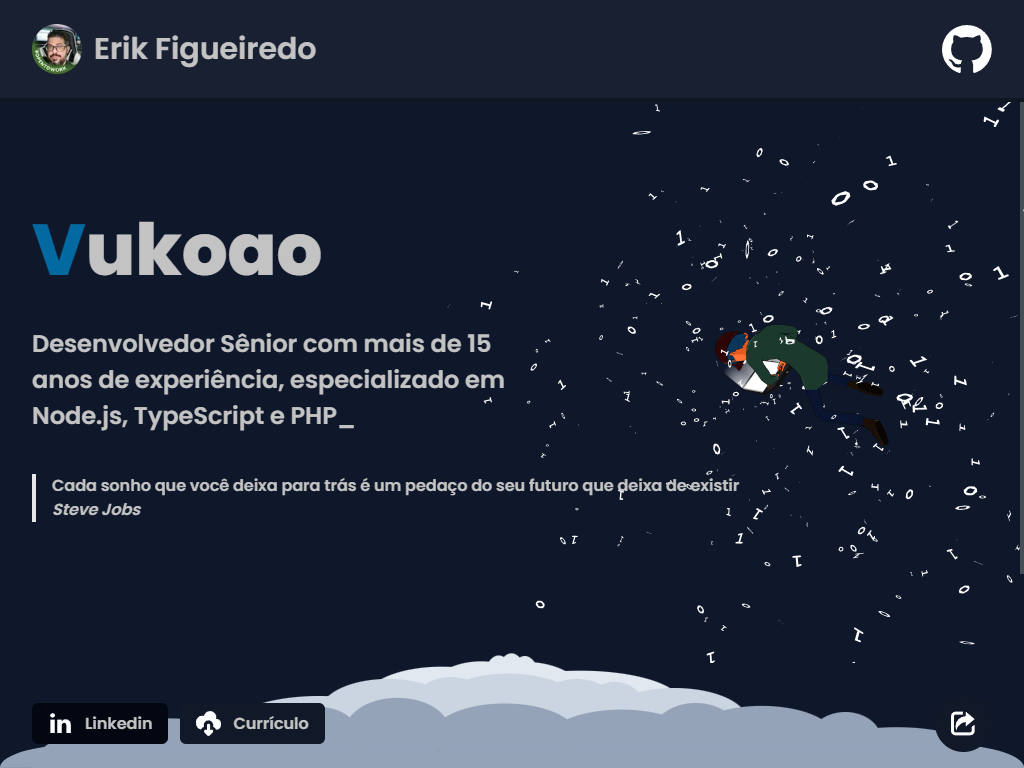 Erik Figueiredo
Vukoao
Desenvolvedor Sênior com mais de 15
anos de experiência, especializado em
Node.js, TypeScript e PHP_
Cada sonho que você deixa para trás é um pedaço do seu futuro que deixa de existir
Steve Jobs
Linkedin
Currículo